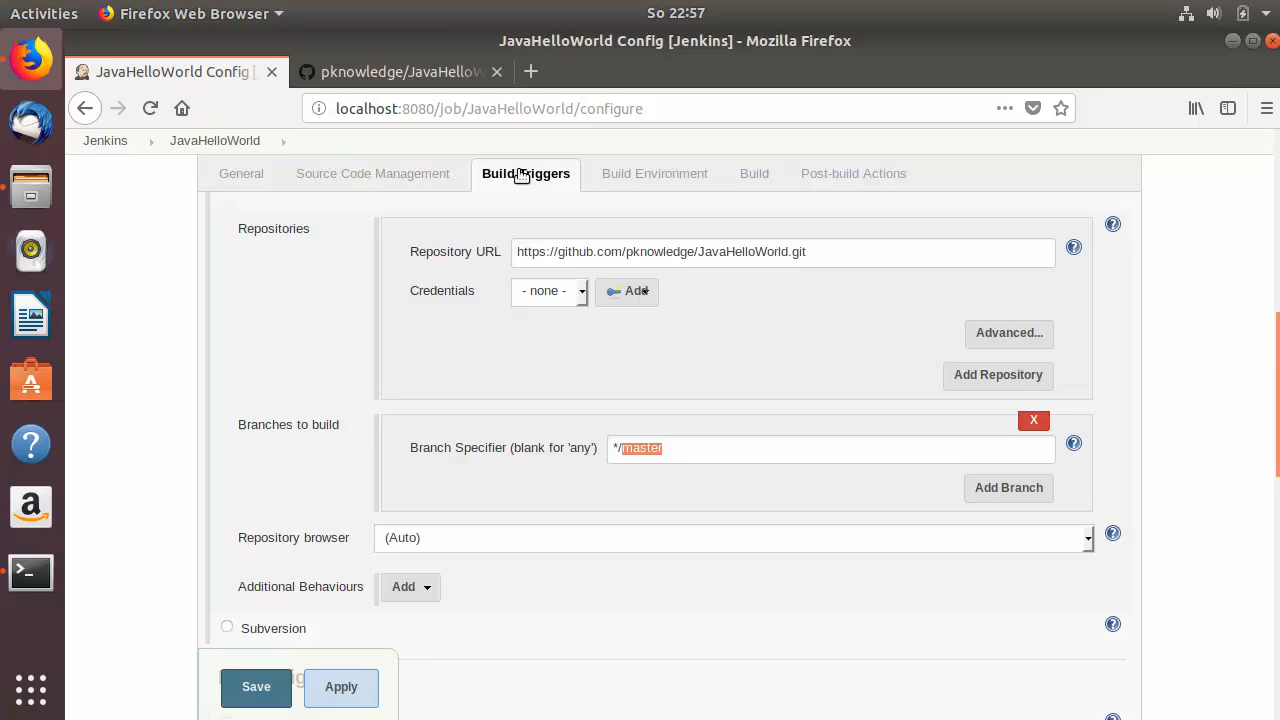 Activities
Firefox Web Browser
So 22:57
JavaHelloWorld Config [Jenkins] - Mozilla Firefox
JavaHelloWorld Config [
pknowledge/JavaHelloW
localhost:8080/job/JavaHelloWorld/configure
Jenkins
JavaHelloWorld
General
Source Code Management
Build Triggers
Build Environment
Build
Post-build Actions
Repositories
Repository URL
https://github.com/pknowledge/JavaHelloWorld.git
Credentials
- none -
Add
Advanced...
Add Repository
Branches to build
X
Branch Specifier (blank for 'any')
*/master
Add Branch
Repository browser
(Auto)
Additional Behaviours
Add
Subversion
Save
Apply